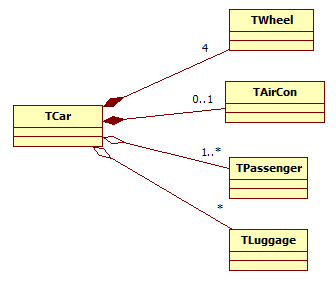 TWheel
4
TAirCon
0..1
TCar
TPassenger
1..*
TLuggage
*